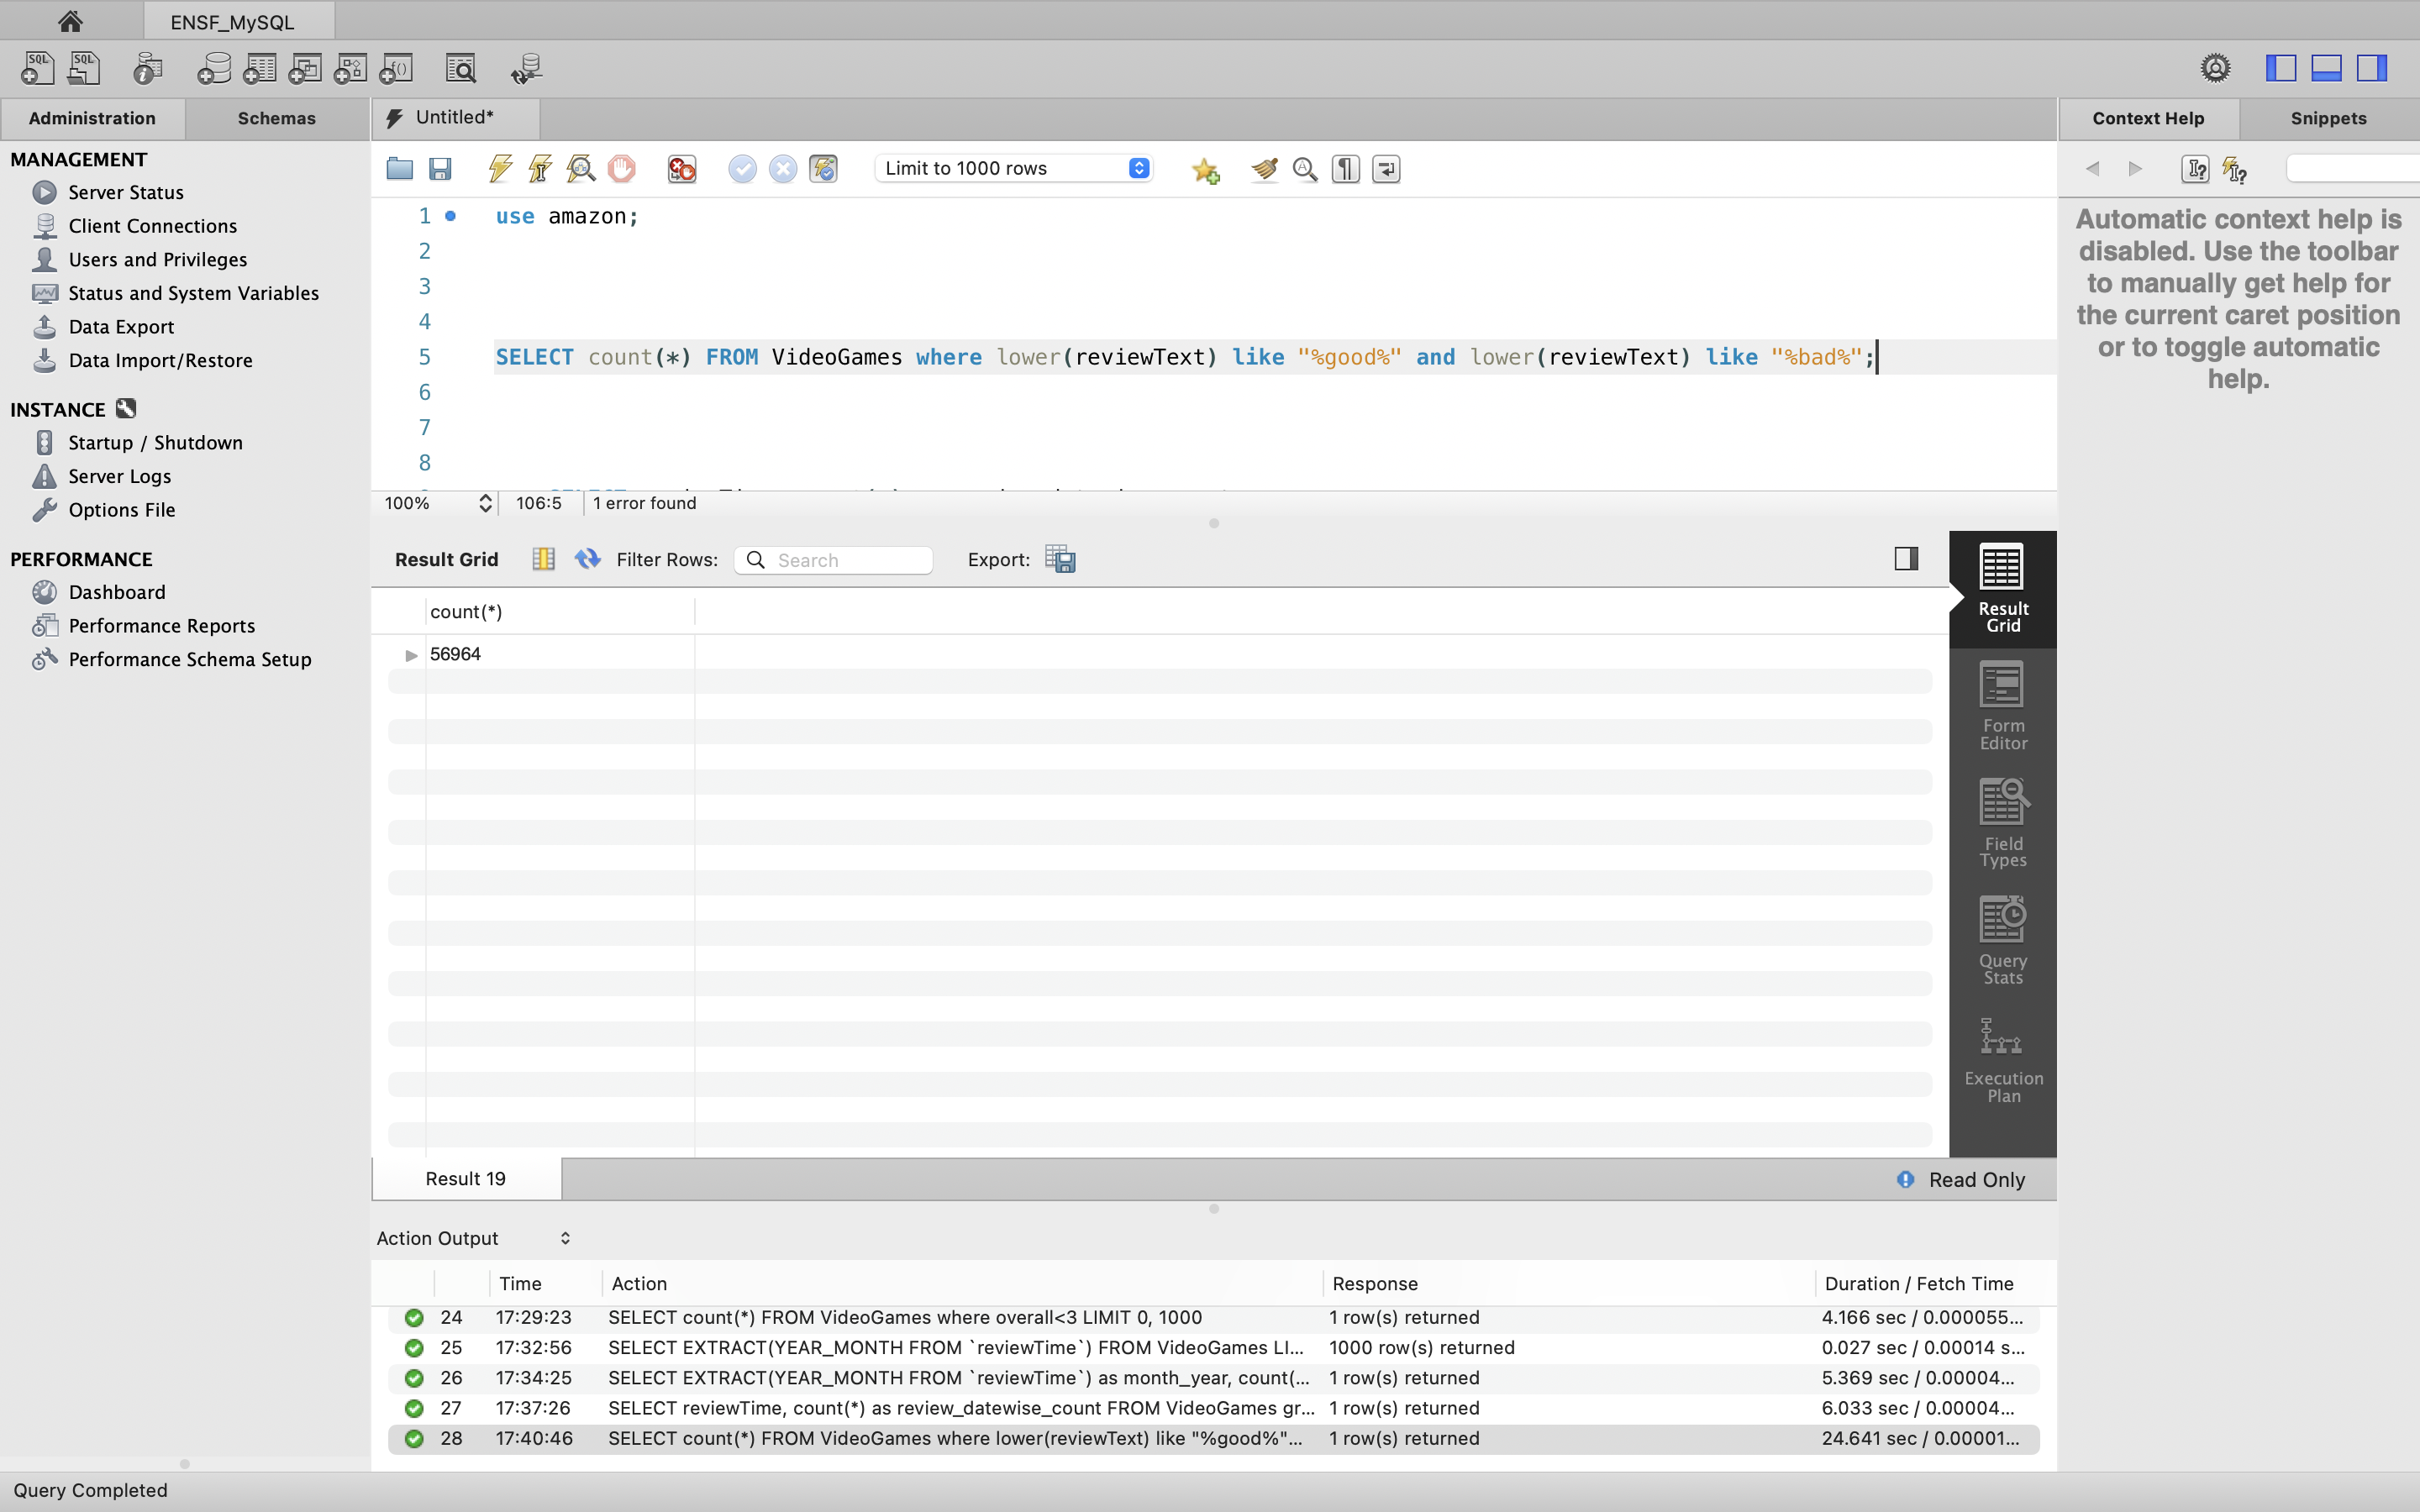 ENSF_MySQL
Administration
Schemas
MANAGEMENT
Server Status
Client Connections
Users and Privileges
Status and System Variables
Data Export
Data Import/Restore
INSTANCE
Startup / Shutdown
Server Logs
Options File
PERFORMANCE
Dashboard
Performance Reports
Performance Schema Setup
Untitled*
Limit to 1000 rows
1 use amazon;
2
3
4
5 SELECT count(*) FROM VideoGames where lower(reviewText) like "%good%" and lower(reviewText) like "%bad%";
6
7
8
100% 106:5 1 error found
Result Grid Filter Rows: Search Export:
count(*)
56964
Result Grid
Form Editor
Field Types
Query Stats
Execution Plan
Result 19
Read Only
Action Output
Time Action Response Duration / Fetch Time
24 17:29:23 SELECT count(*) FROM VideoGames where overall<3 LIMIT 0, 1000 1 row(s) returned 4.166 sec / 0.000055...
25 17:32:56 SELECT EXTRACT(YEAR_MONTH FROM `reviewTime`) FROM VideoGames LI... 1000 row(s) returned 0.027 sec / 0.00014 s...
26 17:34:25 SELECT EXTRACT(YEAR_MONTH FROM `reviewTime`) as month_year, count(... 1 row(s) returned 5.369 sec / 0.00004...
27 17:37:26 SELECT reviewTime, count(*) as review_datewise_count FROM VideoGames gr... 1 row(s) returned 6.033 sec / 0.00004...
28 17:40:46 SELECT count(*) FROM VideoGames where lower(reviewText) like "%good%"... 1 row(s) returned 24.641 sec / 0.00001...
Context Help
Snippets
Automatic context help is
disabled. Use the toolbar
to manually get help for
the current caret position
or to toggle automatic
help.
Query Completed